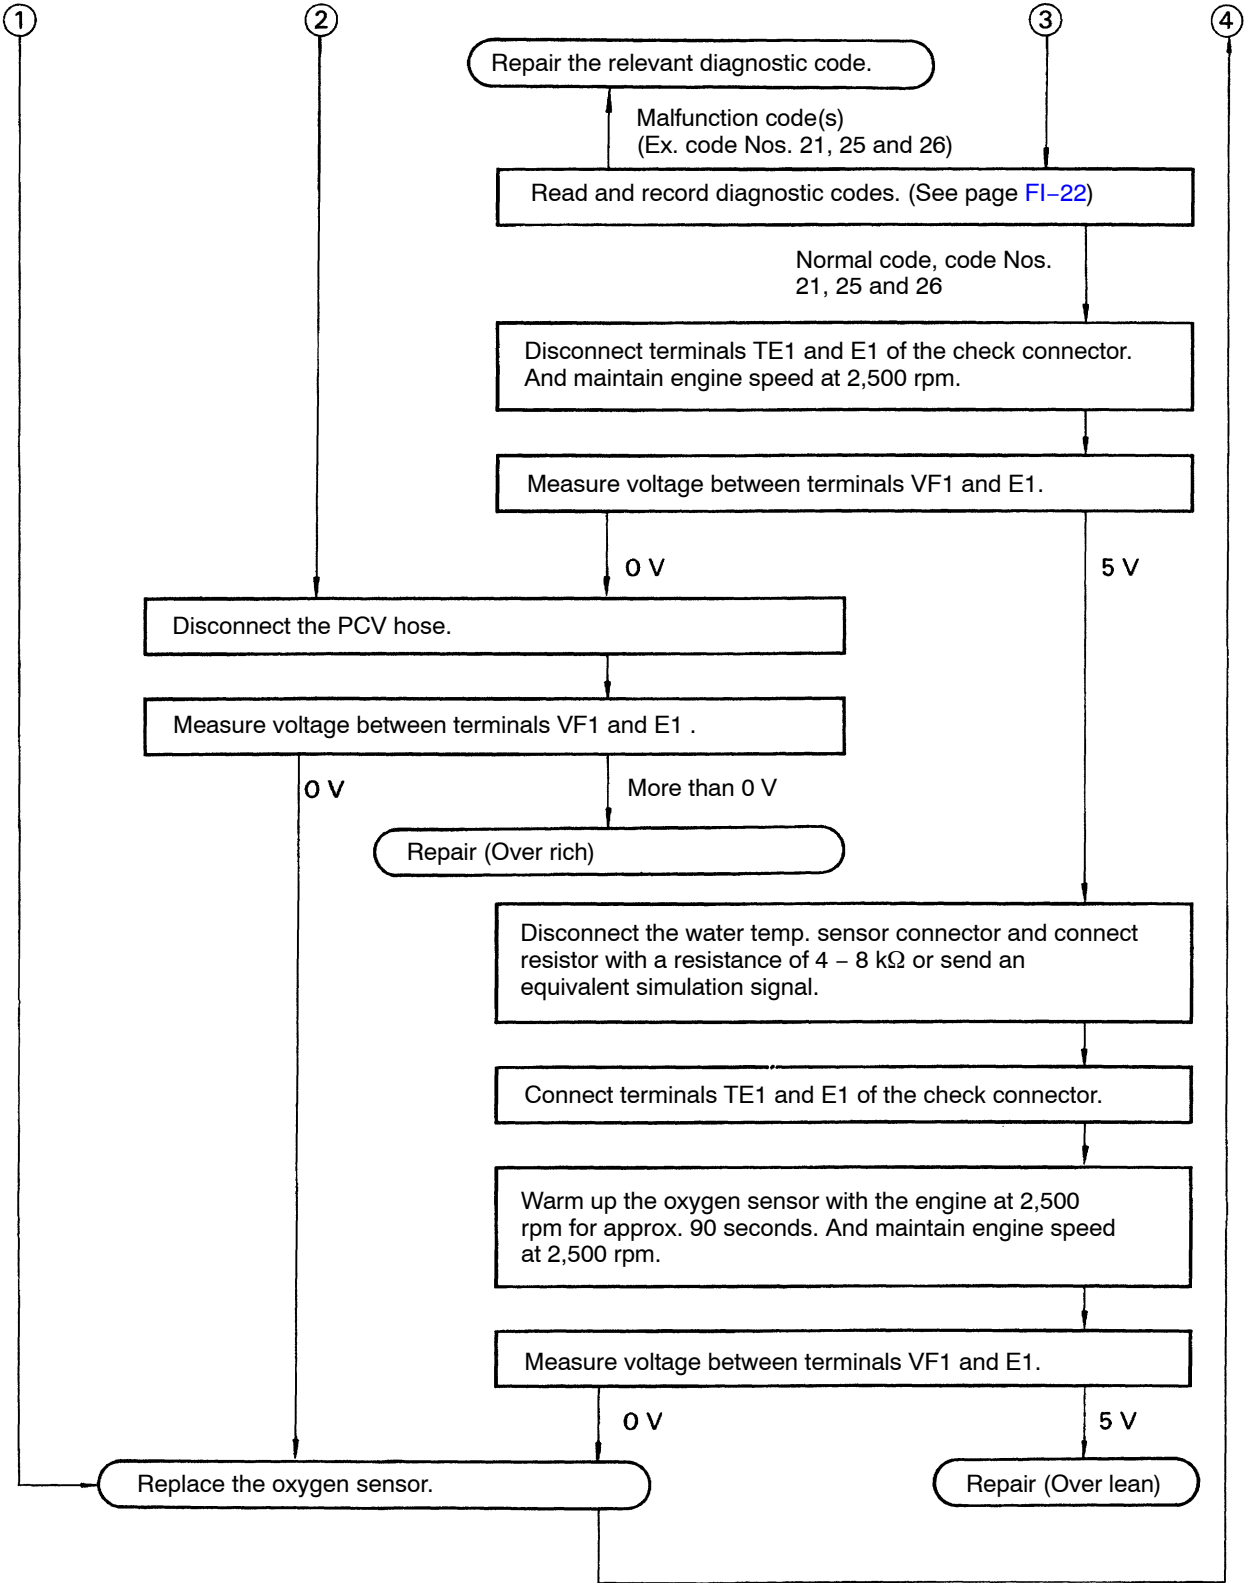 1
2
3
4
Repair the relevant diagnostic code.
Malfunction code(s)
(Ex. code Nos. 21, 25 and 26)
Read and record diagnostic codes. (See page FI–22)
Normal code, code Nos.
21, 25 and 26
Disconnect terminals TE1 and E1 of the check connector.
And maintain engine speed at 2,500 rpm.
Measure voltage between terminals VF1 and E1.
0 V
5 V
Disconnect the PCV hose.
Measure voltage between terminals VF1 and E1 .
0 V
More than 0 V
Repair (Over rich)
Disconnect the water temp. sensor connector and connect
resistor with a resistance of 4 – 8 kΩ or send an
equivalent simulation signal.
Connect terminals TE1 and E1 of the check connector.
Warm up the oxygen sensor with the engine at 2,500
rpm for approx. 90 seconds. And maintain engine speed
at 2,500 rpm.
Measure voltage between terminals VF1 and E1.
0 V
5 V
Replace the oxygen sensor.
Repair (Over lean)